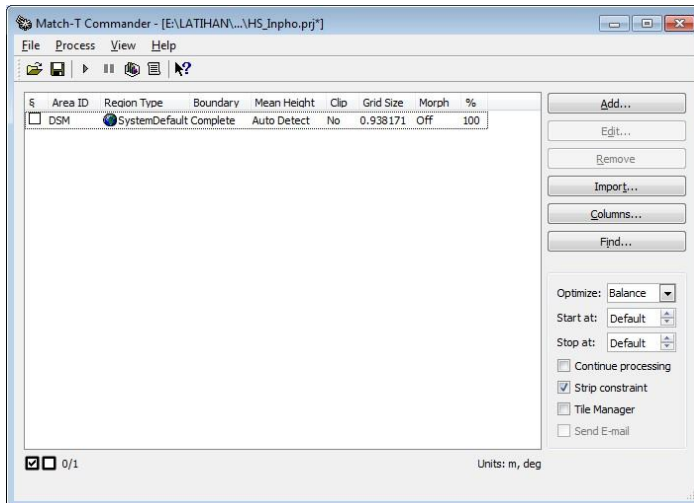 Match-T Commander - [E:\LATIHAN\...\HS_Inpho.prj*]
File Process View Help
§ Area ID Region Type Boundary Mean Height Clip Grid Size Morph %
DSM SystemDefault Complete Auto Detect No 0.938171 Off 100
Add...
Edit...
Remove
Import...
Columns...
Find...
Optimize: Balance
Start at: Default
Stop at: Default
Continue processing
Strip constraint
Tile Manager
Send E-mail
0/1
Units: m, deg